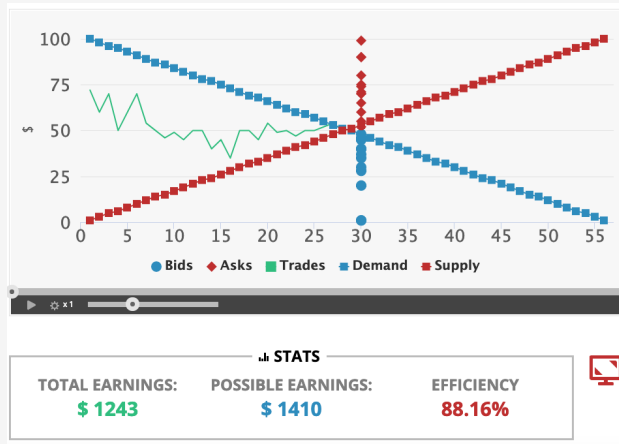 100
75
50
25
0
$
0 5 10 15 20 25 30 35 40 45 50 55
Bids Asks Trades Demand Supply
x 1
STATS
TOTAL EARNINGS: POSSIBLE EARNINGS: EFFICIENCY
$ 1243 $ 1410 88.16%